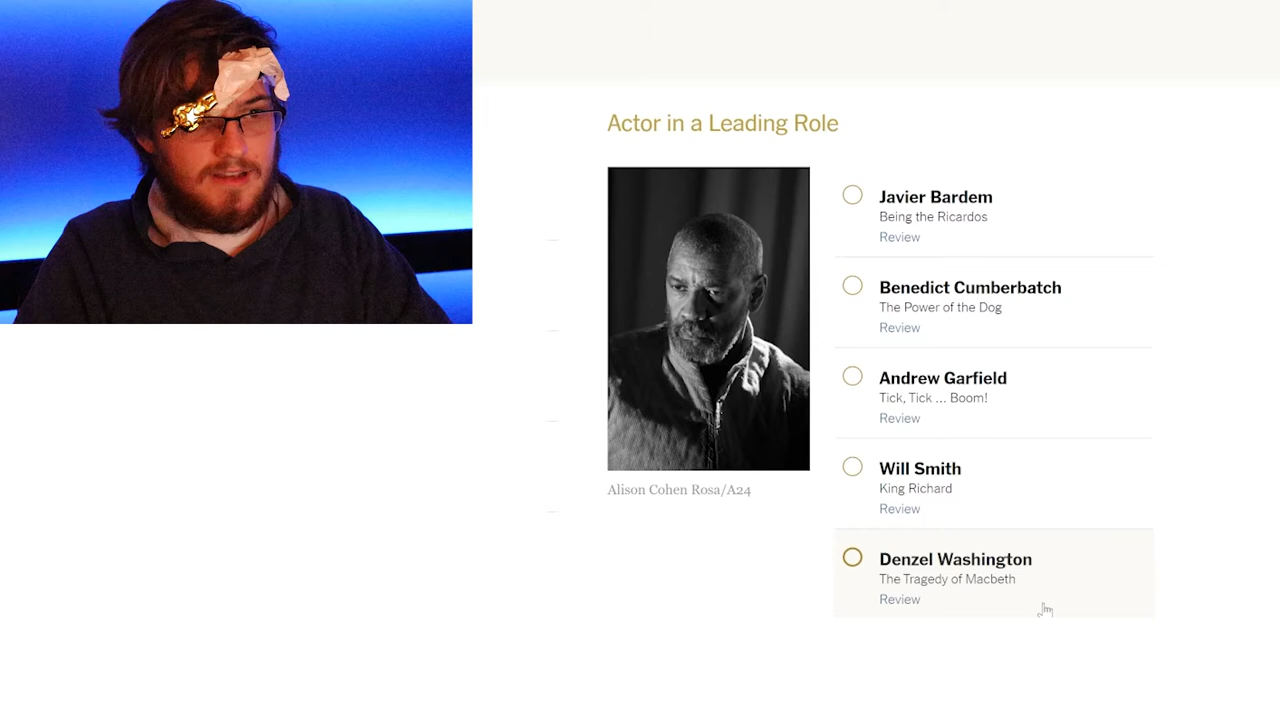 Actor in a Leading Role
Javier Bardem
Being the Ricardos
Review
Benedict Cumberbatch
The Power of the Dog
Review
Andrew Garfield
Tick, Tick ... Boom!
Review
Will Smith
King Richard
Review
Denzel Washington
The Tragedy of Macbeth
Review
Alison Cohen Rosa/A24